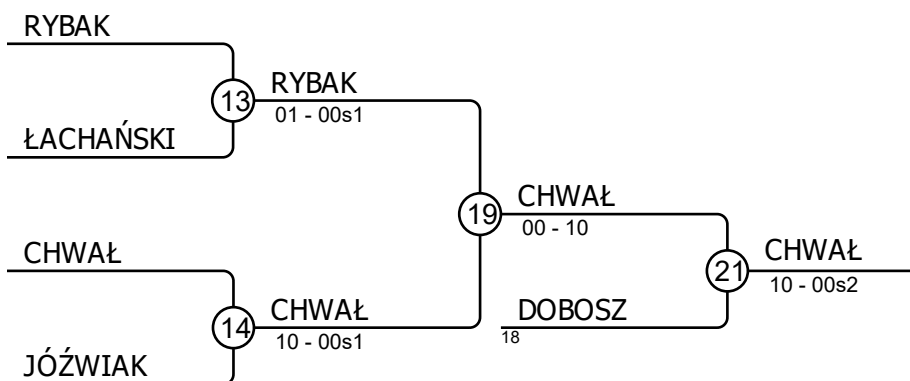 RYBAK
13
RYBAK
01 - 00s1
ŁACHAŃSKI
19
CHWAŁ
00 - 10
CHWAŁ
21
CHWAŁ
10 - 00s2
14
CHWAŁ
10 - 00s1
DOBOSZ
18
JÓŹWIAK